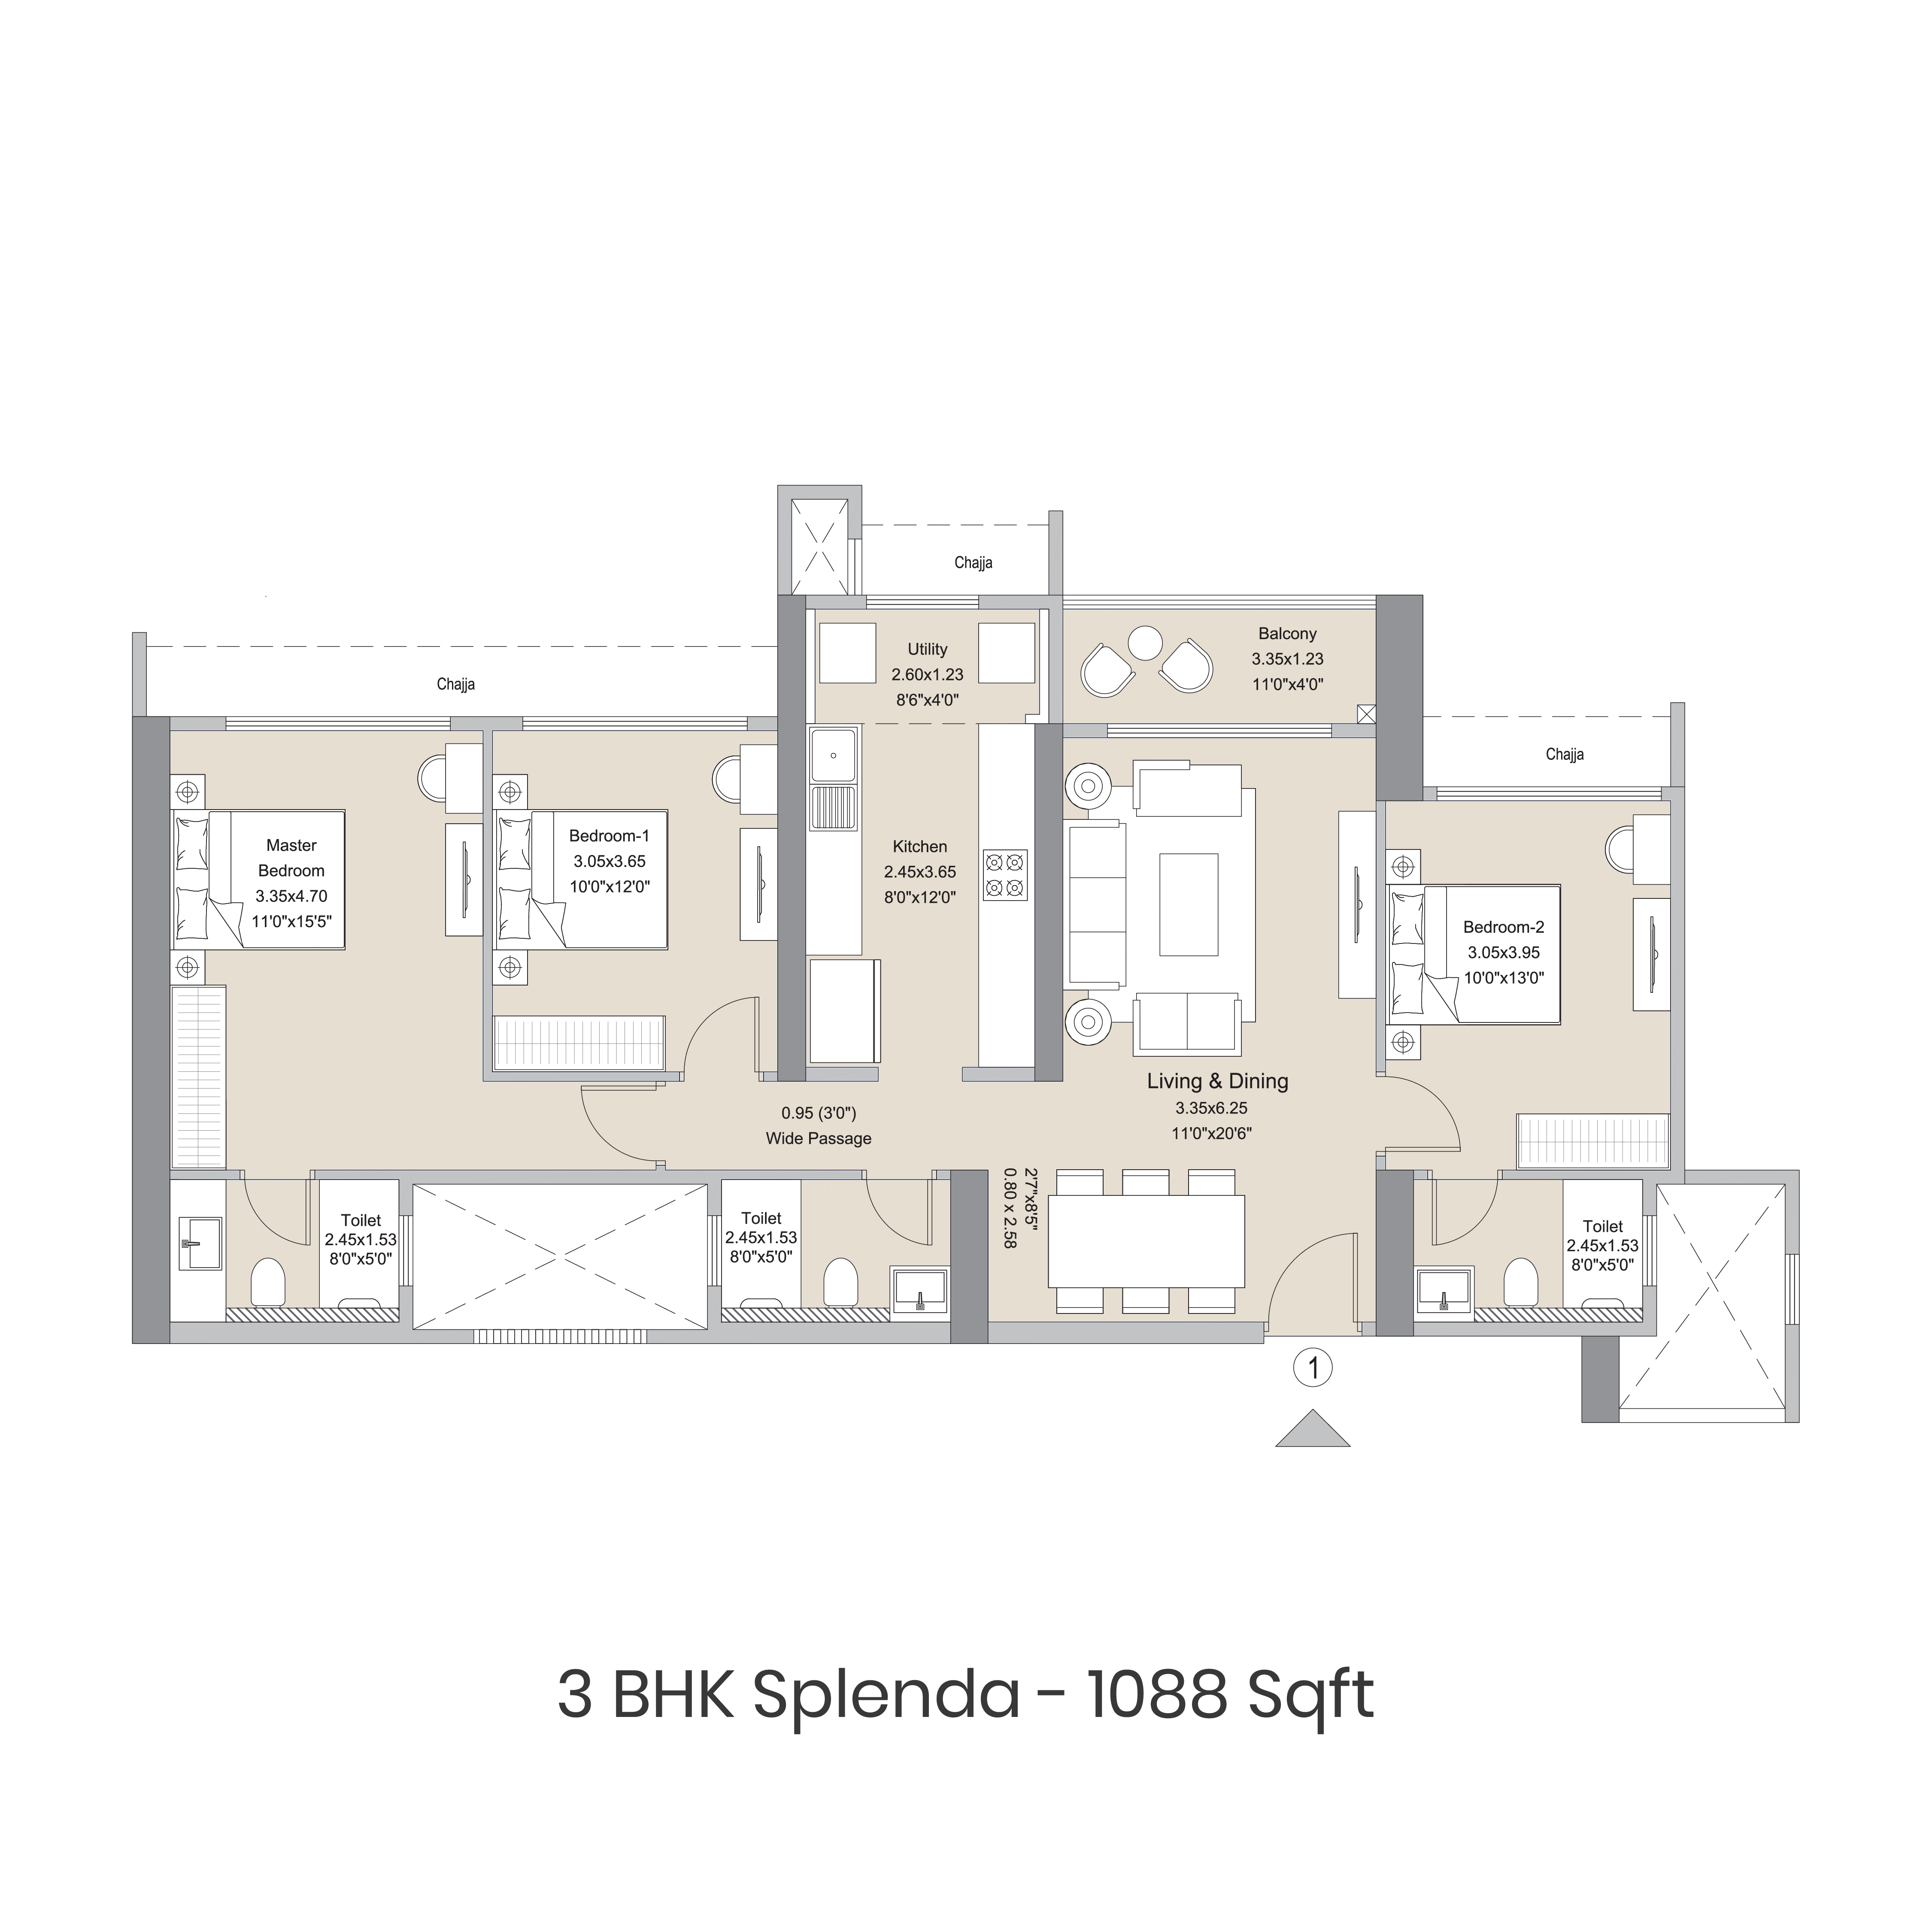 Chajja
Utility
2.60x1.23
8'6"x4'0"
Balcony
3.35x1.23
11'0"x4'0"
Chajja
Chajja
Master
Bedroom
3.35x4.70
11'0"x15'5"
Bedroom-1
3.05x3.65
10'0"x12'0"
Kitchen
2.45x3.65
8'0"x12'0"
Bedroom-2
3.05x3.95
10'0"x13'0"
Living & Dining
3.35x6.25
11'0"x20'6"
0.95 (3'0")
Wide Passage
2'7"x8'5"
0.80 x 2.58
Toilet
2.45x1.53
8'0"x5'0"
Toilet
2.45x1.53
8'0"x5'0"
Toilet
2.45x1.53
8'0"x5'0"
1
3 BHK Splenda - 1088 Sqft